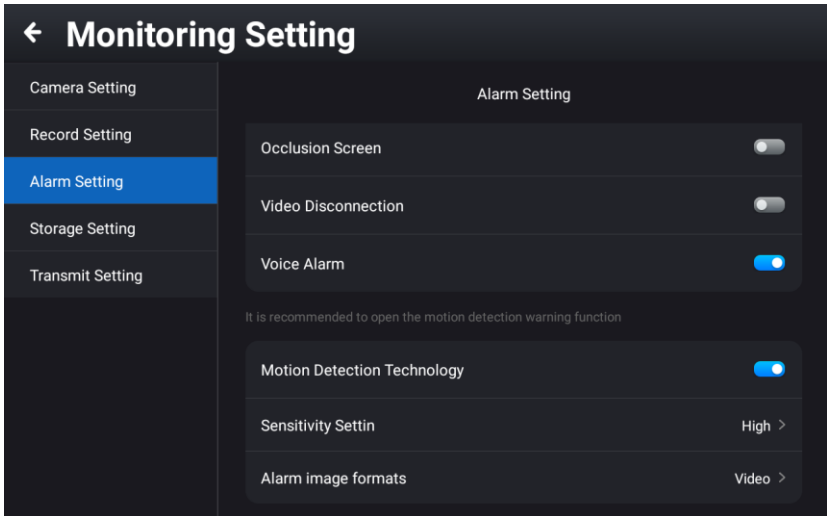 Monitoring Setting
Camera Setting
Record Setting
Alarm Setting
Storage Setting
Transmit Setting
Alarm Setting
Occlusion Screen
Video Disconnection
Voice Alarm
It is recommended to open the motion detection warning function
Motion Detection Technology
Sensitivity Settin High
Alarm image formats Video